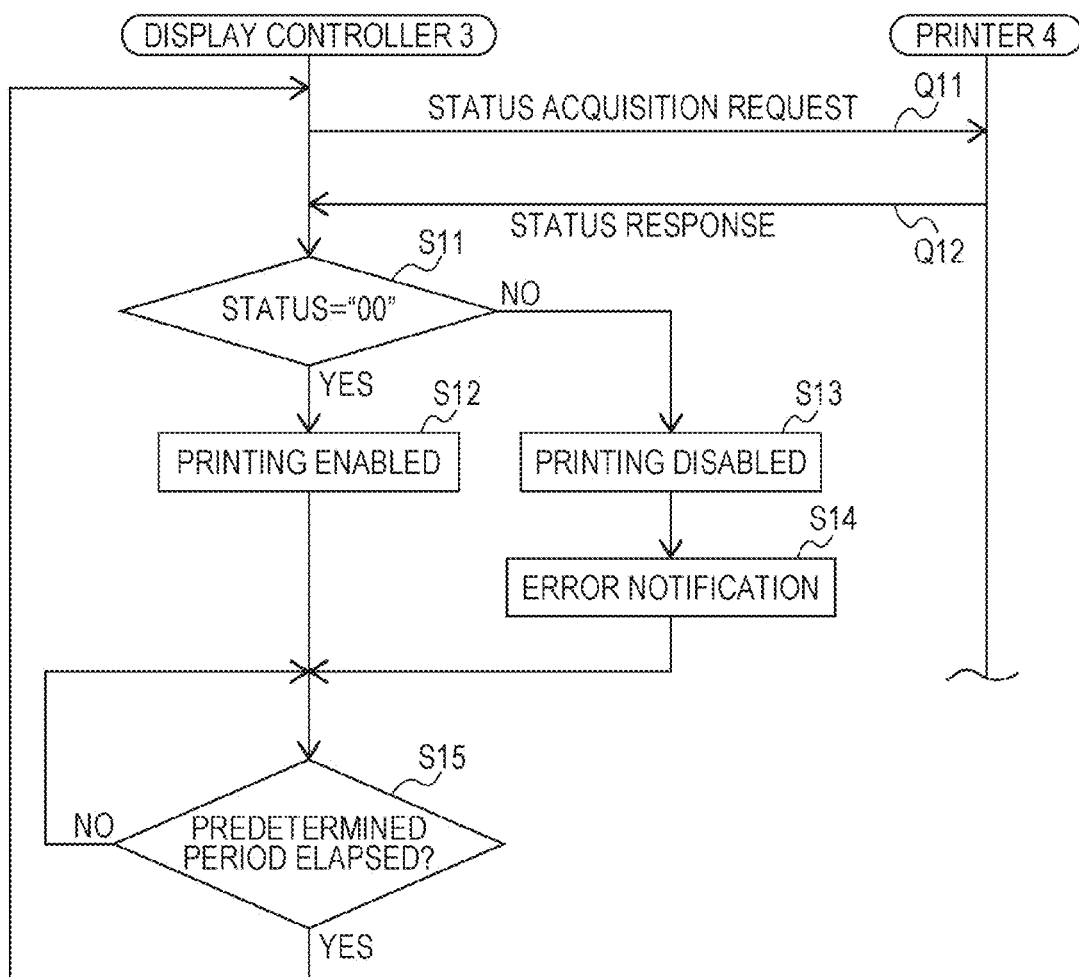 DISPLAY CONTROLLER 3
PRINTER 4
Q11
STATUS ACQUISITION REQUEST
STATUS RESPONSE
Q12
S11
STATUS="00"
NO
YES
S12
S13
PRINTING ENABLED
PRINTING DISABLED
S14
ERROR NOTIFICATION
S15
NO
PREDETERMINED
PERIOD ELAPSED?
YES